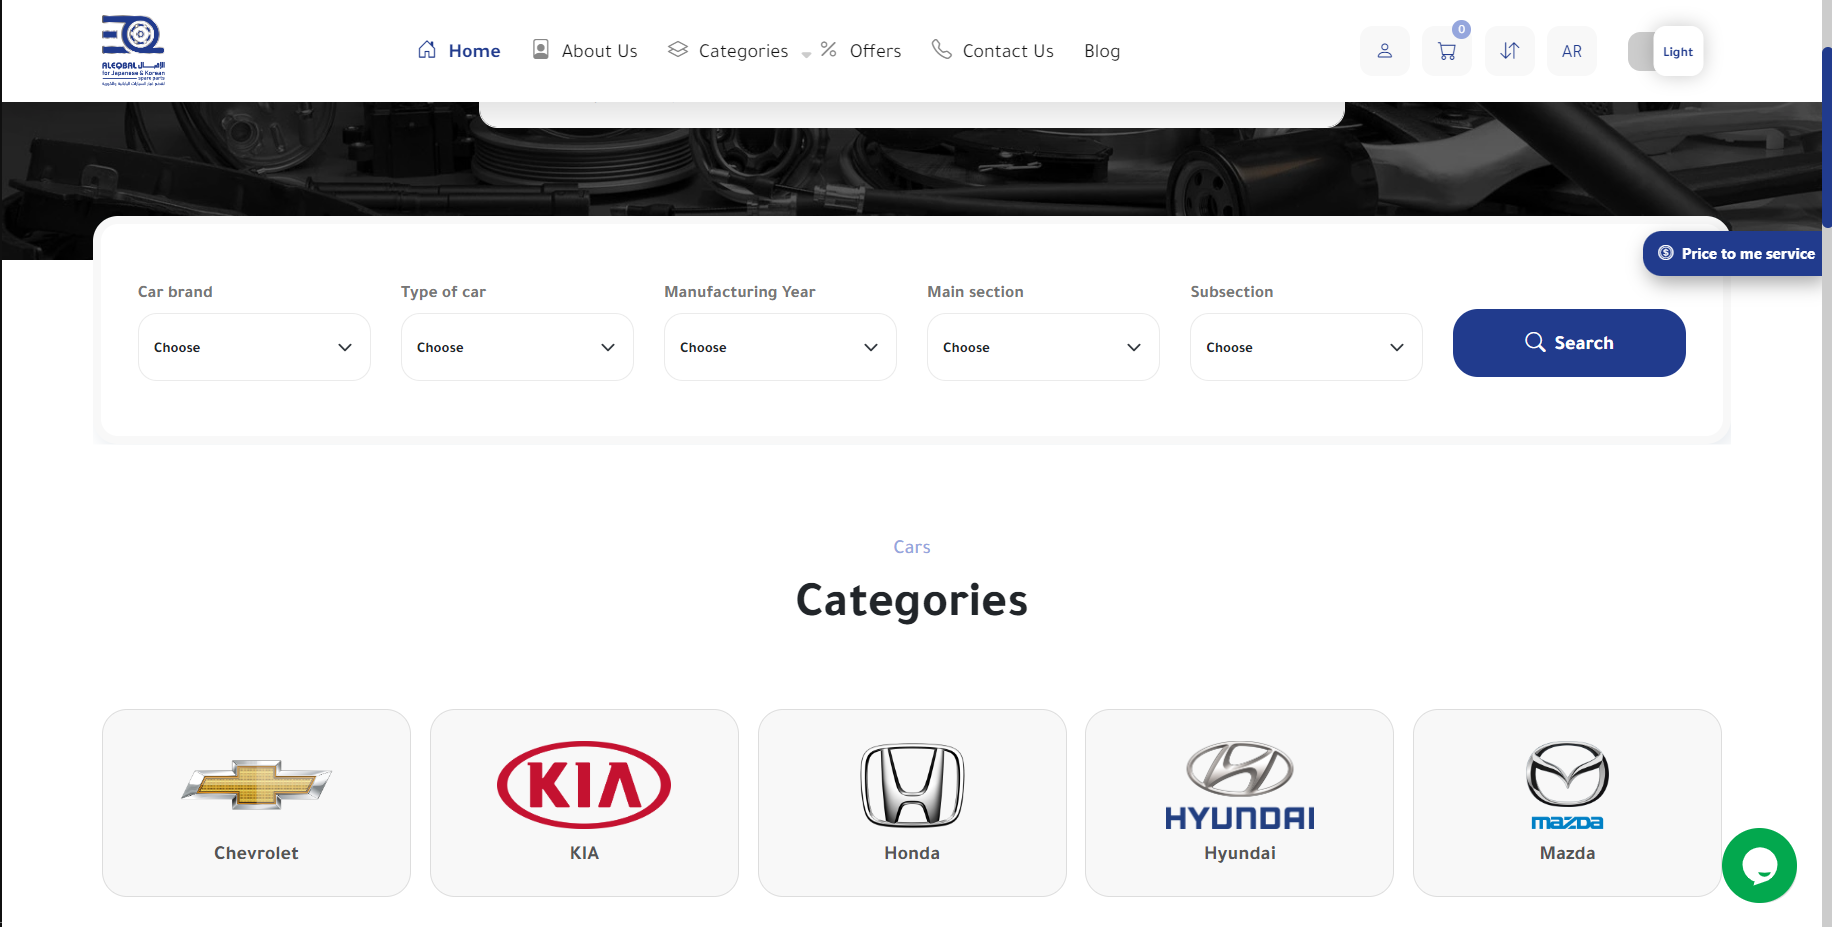 ALEQBAL الإقبال
for Japanese & Korean
spare parts
لقطع غيار السيارات اليابانية والكورية
Home
About Us
Categories
Offers
Contact Us
Blog
0
AR
Light
Price to me service
Car brand
Type of car
Manufacturing Year
Main section
Subsection
Choose
Choose
Choose
Choose
Choose
Search
Cars
Categories
KIA
HYUNDAI
mazda
Chevrolet
KIA
Honda
Hyundai
Mazda